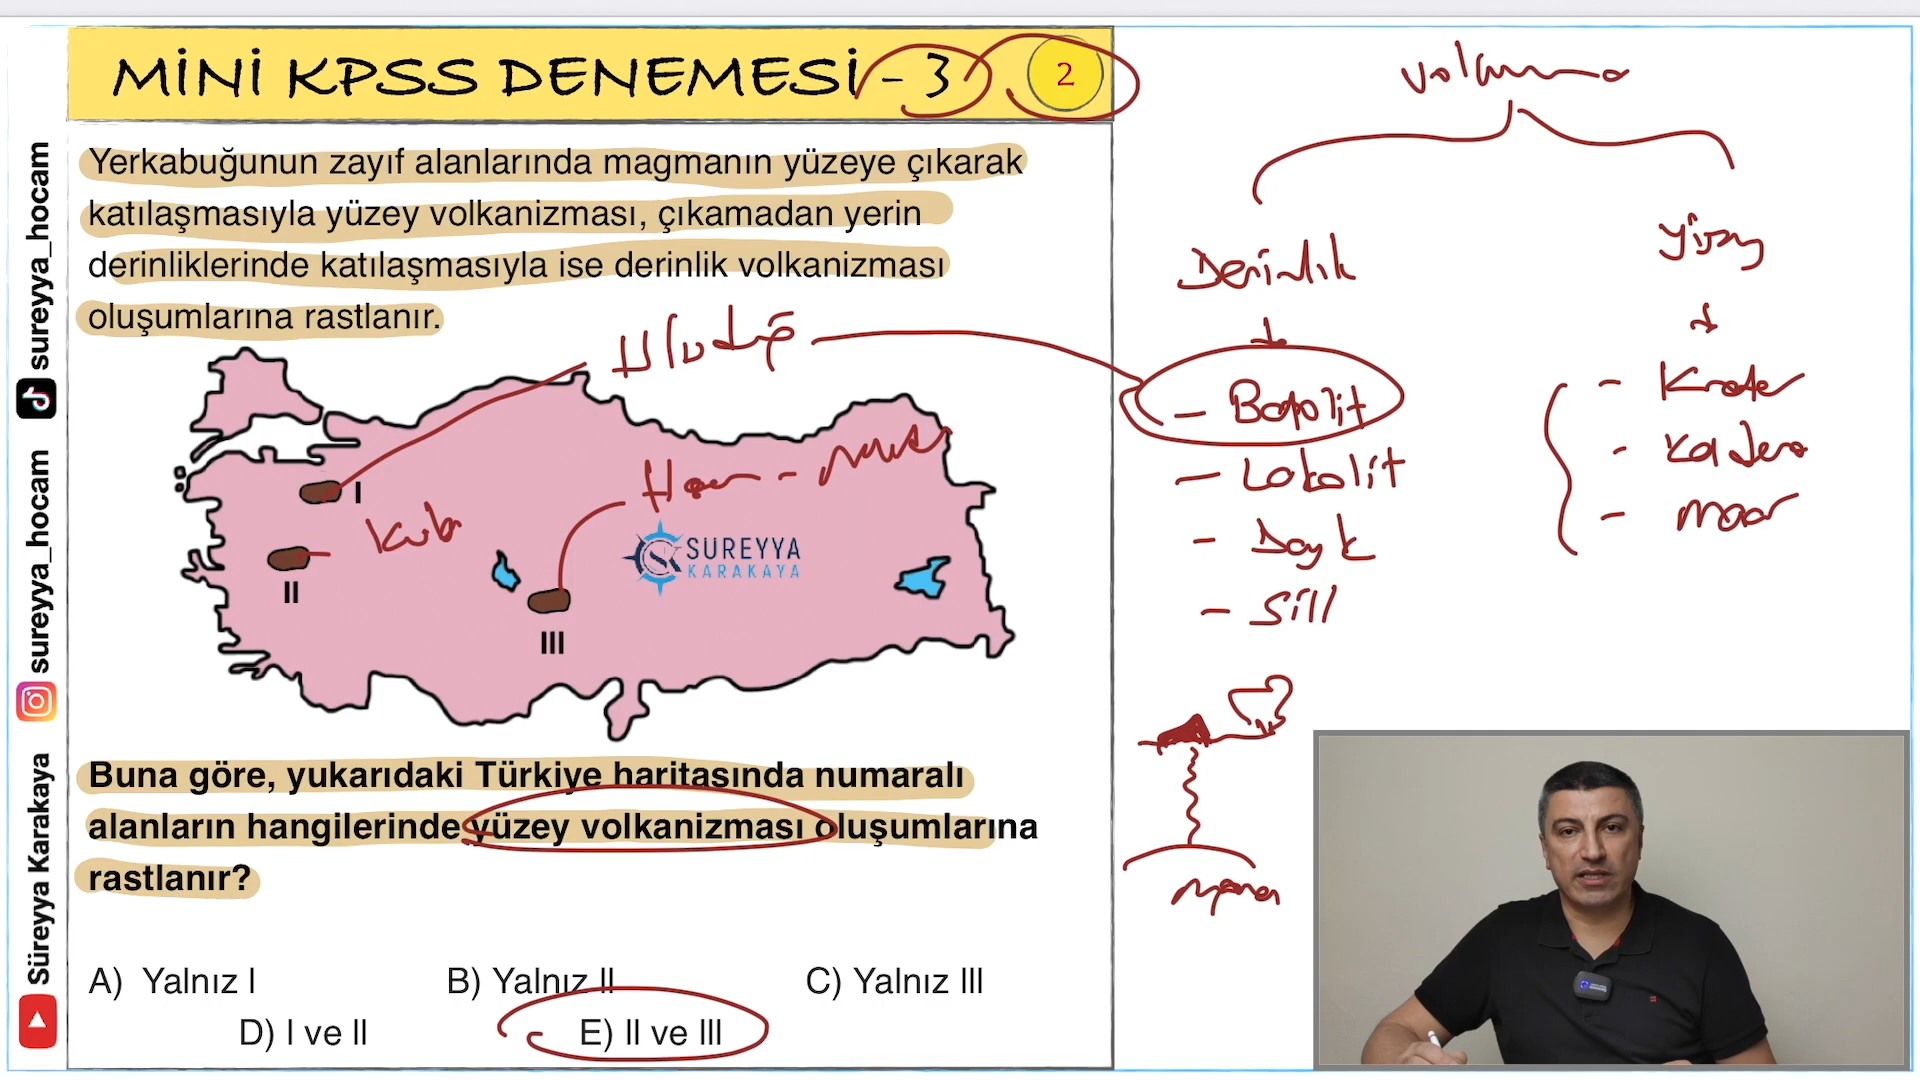 MİNİ KPSS DENEMESİ - 3
2
Yerkabuğunun zayıf alanlarında magmanın yüzeye çıkarak
katılaşmasıyla yüzey volkanizması, çıkamadan yerin
derinliklerinde katılaşmasıyla ise derinlik volkanizması
oluşumlarına rastlanır.
Uludağ
I
Kula
II
III
SÜREYYA
KARAKAYA
Buna göre, yukarıdaki Türkiye haritasında numaralı
alanların hangilerinde yüzey volkanizması oluşumlarına
rastlanır?
A) Yalnız I
B) Yalnız II
C) Yalnız III
D) I ve II
E) II ve III
Derinlik
- Batolit
- Lakolit
- Dayk
- Sill
yüzey
- Krater
- Kaldera
- maar
sureyya_hocam
sureyya_hocam
Süreyya Karakaya